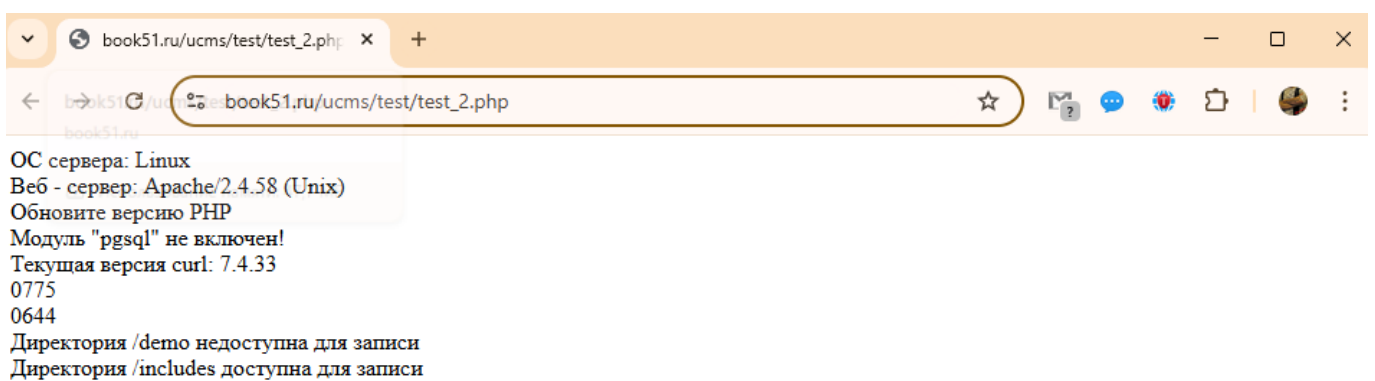 book51.ru/ucms/test/test_2.php
book51.ru/ucms/test/test_2.php
book51.ru
ОС сервера: Linux
Веб - сервер: Apache/2.4.58 (Unix)
Обновите версию PHP
Модуль "pgsql" не включен!
Текущая версия curl: 7.4.33
0775
0644
Директория /demo недоступна для записи
Директория /includes доступна для записи